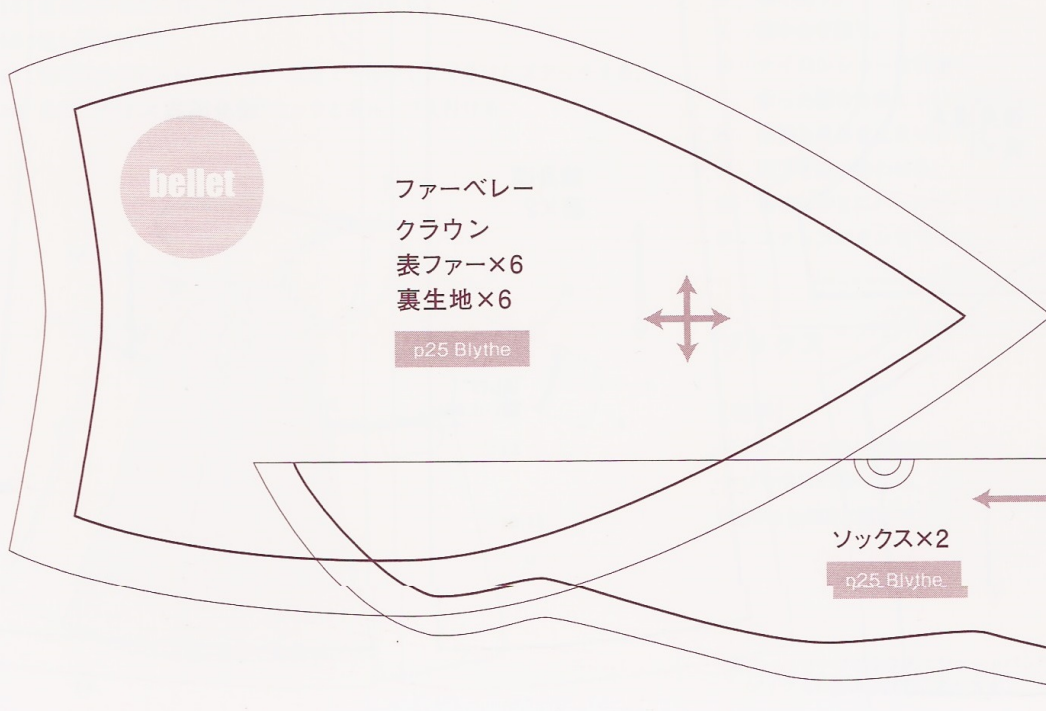 bellet
ファーベレー
クラウン
表ファー×6
裏生地×6
p25 Blythe
ソックス×2
p25 Blythe